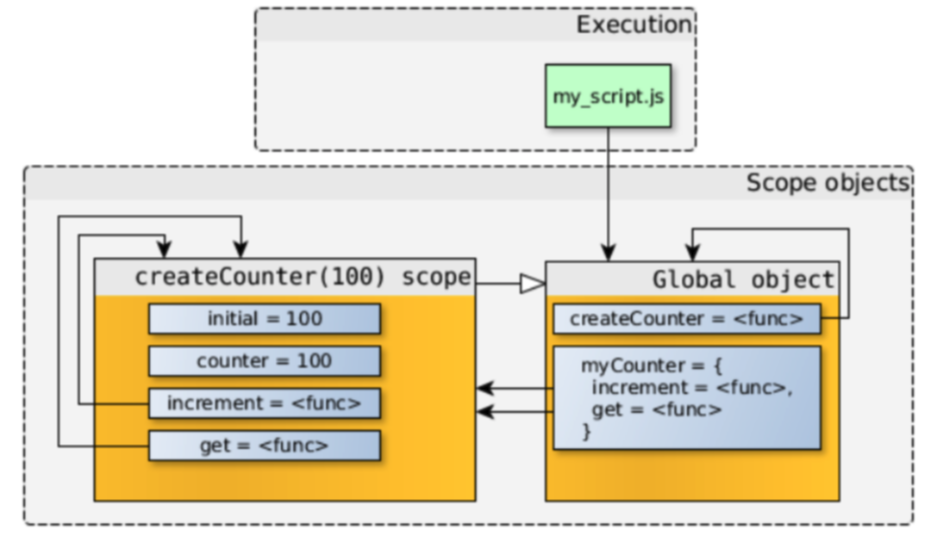 Execution
my_script.js
Scope objects
createCounter(100) scope
initial = 100
counter = 100
increment = <func>
get = <func>
Global object
createCounter = <func>
myCounter = {
increment = <func>,
get = <func>
}